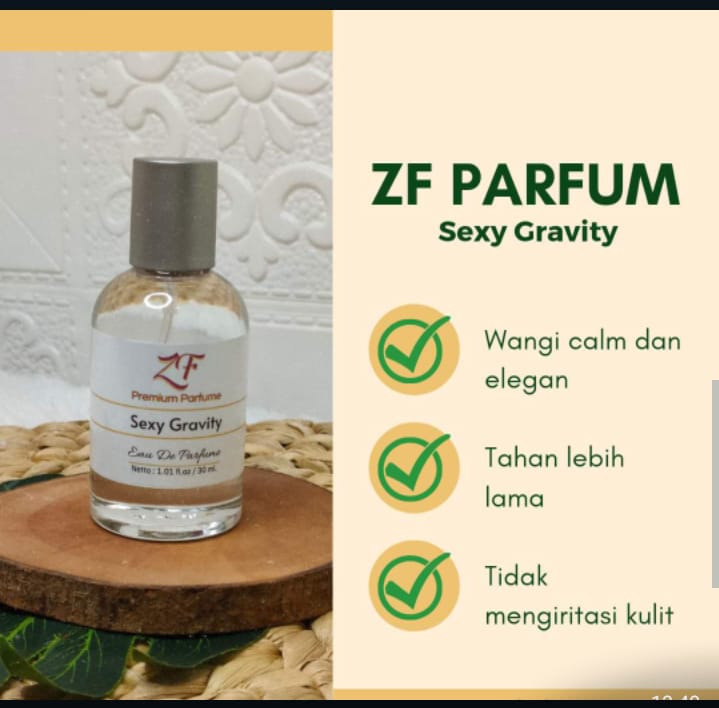 ZF PARFUM
Sexy Gravity
Wangi calm dan
elegan
Tahan lebih
lama
Tidak
mengiritasi kulit
ZF
Premium Parfume
Sexy Gravity
Eau De Parfume
Netto : 1.01 fl.oz / 30 ml.